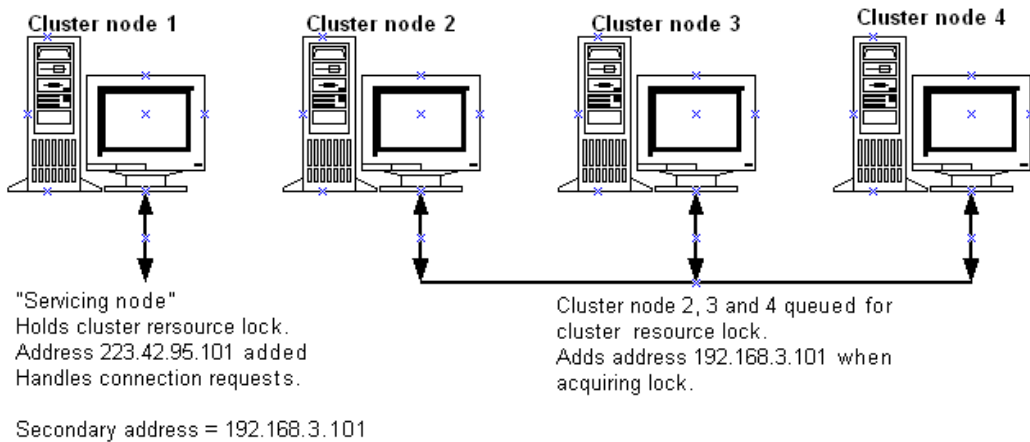 Cluster node 1
Cluster node 2
Cluster node 3
Cluster node 4
"Servicing node"
Holds cluster rersource lock.
Address 223.42.95.101 added
Handles connection requests.
Secondary address = 192.168.3.101
Cluster node 2, 3 and 4 queued for
cluster resource lock.
Adds address 192.168.3.101 when
acquiring lock.